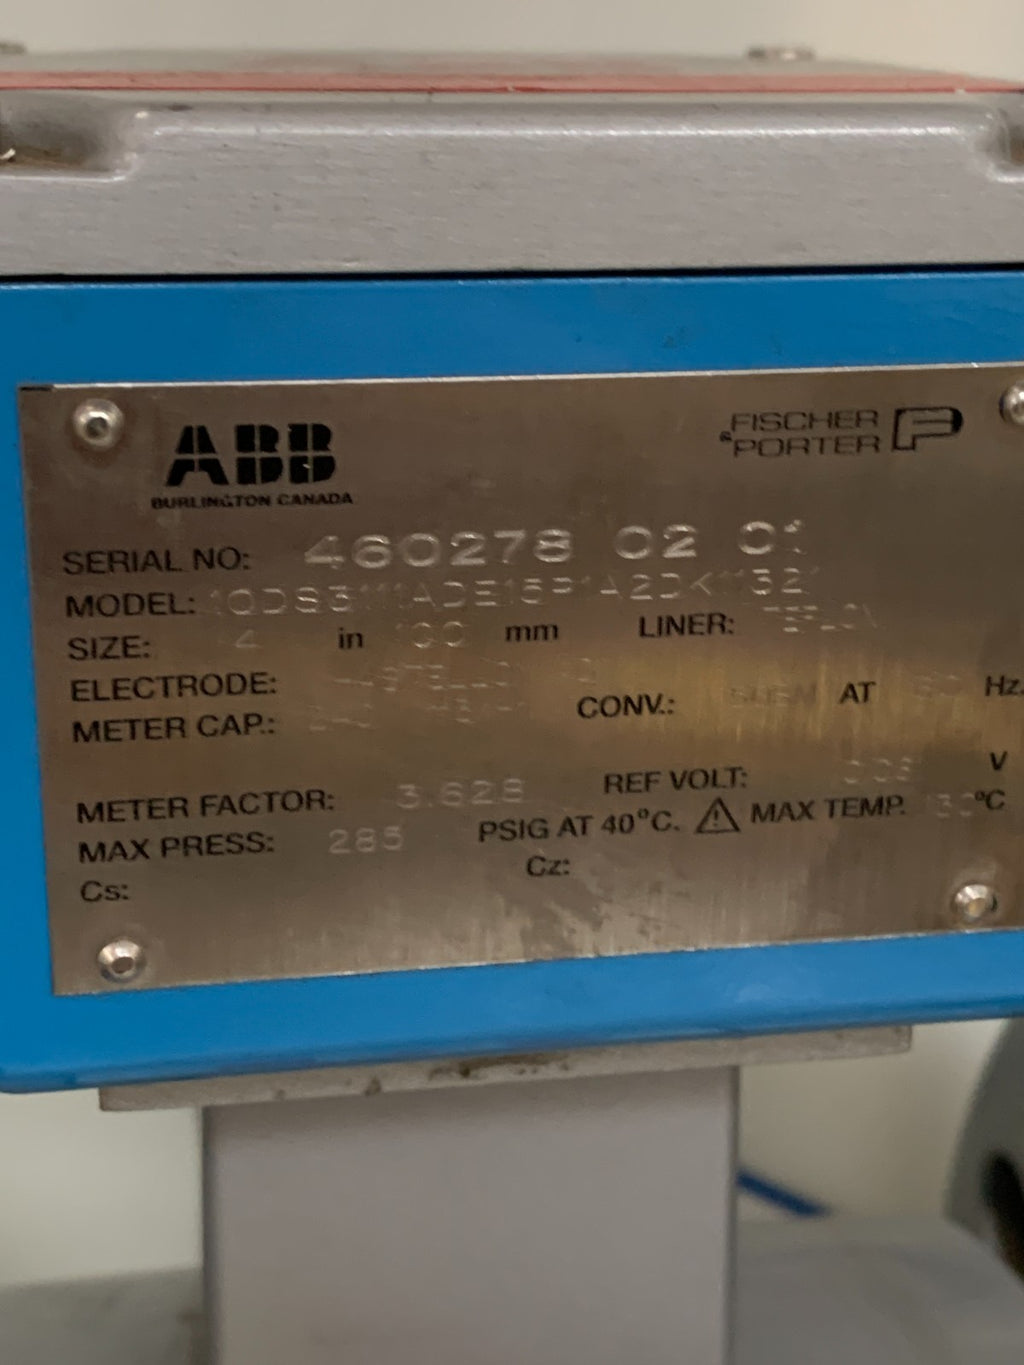 ABB
BURLINGTON CANADA
FISCHER
& PORTER
SERIAL NO: 460278 02 01
MODEL:
SIZE: 4 in 100 mm LINER: TEFLON
ELECTRODE:
METER CAP.: CONV.: AT Hz.
METER FACTOR: 3.628 REF VOLT: V
MAX PRESS: 285 PSIG AT 40°C. MAX TEMP. °C
Cs: Cz: